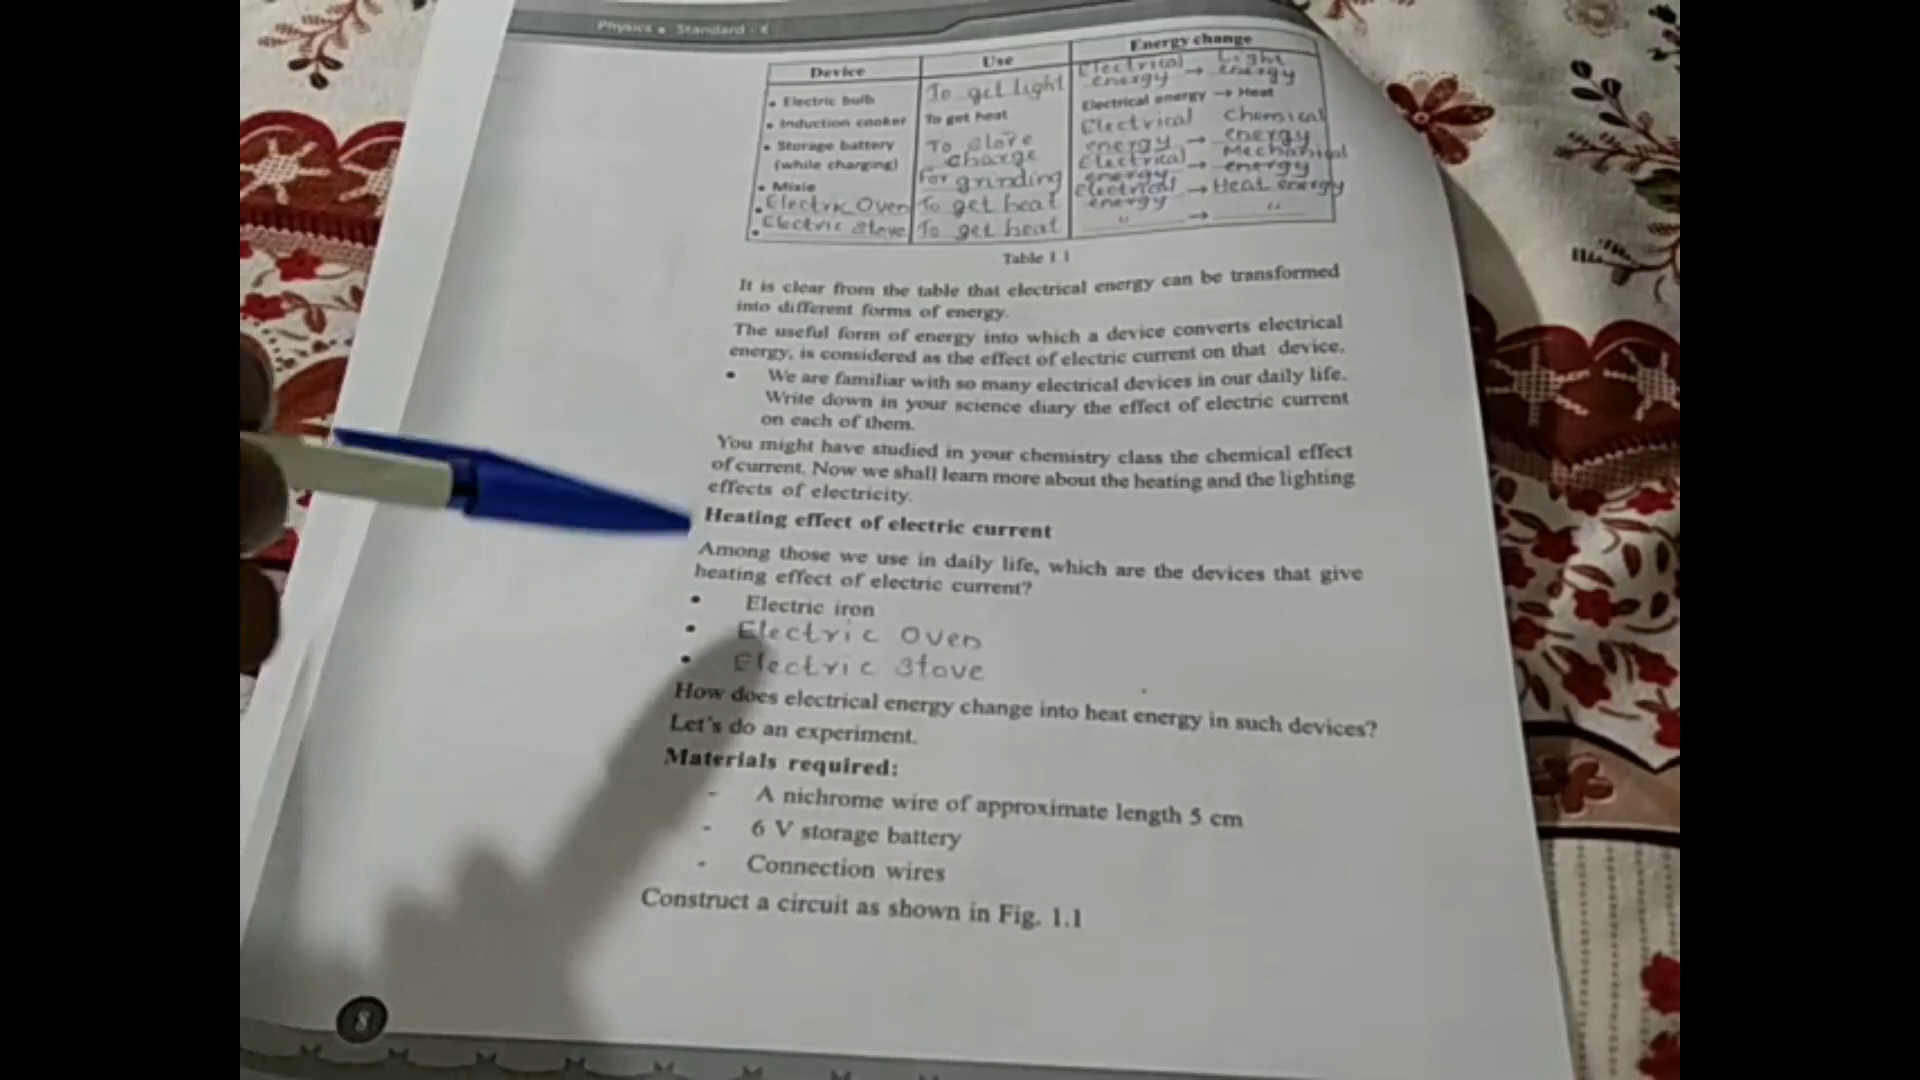 Physics • Standard - X
Device Use Energy change
• Electric bulb To get light Electrical energy → Light energy
• Induction cooker To get heat Electrical energy → Heat
• Storage battery (while charging) To store charge Electrical energy → Chemical energy
• Mixie For grinding Electrical energy → Mechanical energy
• Electric Oven To get heat Electrical energy → Heat energy
• Electric Stove To get heat " → "
Table 1.1
It is clear from the table that electrical energy can be transformed
into different forms of energy.
The useful form of energy into which a device converts electrical
energy, is considered as the effect of electric current on that device.
• We are familiar with so many electrical devices in our daily life.
Write down in your science diary the effect of electric current
on each of them.
You might have studied in your chemistry class the chemical effect
of current. Now we shall learn more about the heating and the lighting
effects of electricity.
Heating effect of electric current
Among those we use in daily life, which are the devices that give
heating effect of electric current?
• Electric iron
• Electric Oven
• Electric Stove
How does electrical energy change into heat energy in such devices?
Let's do an experiment.
Materials required:
- A nichrome wire of approximate length 5 cm
- 6 V storage battery
- Connection wires
Construct a circuit as shown in Fig. 1.1
8